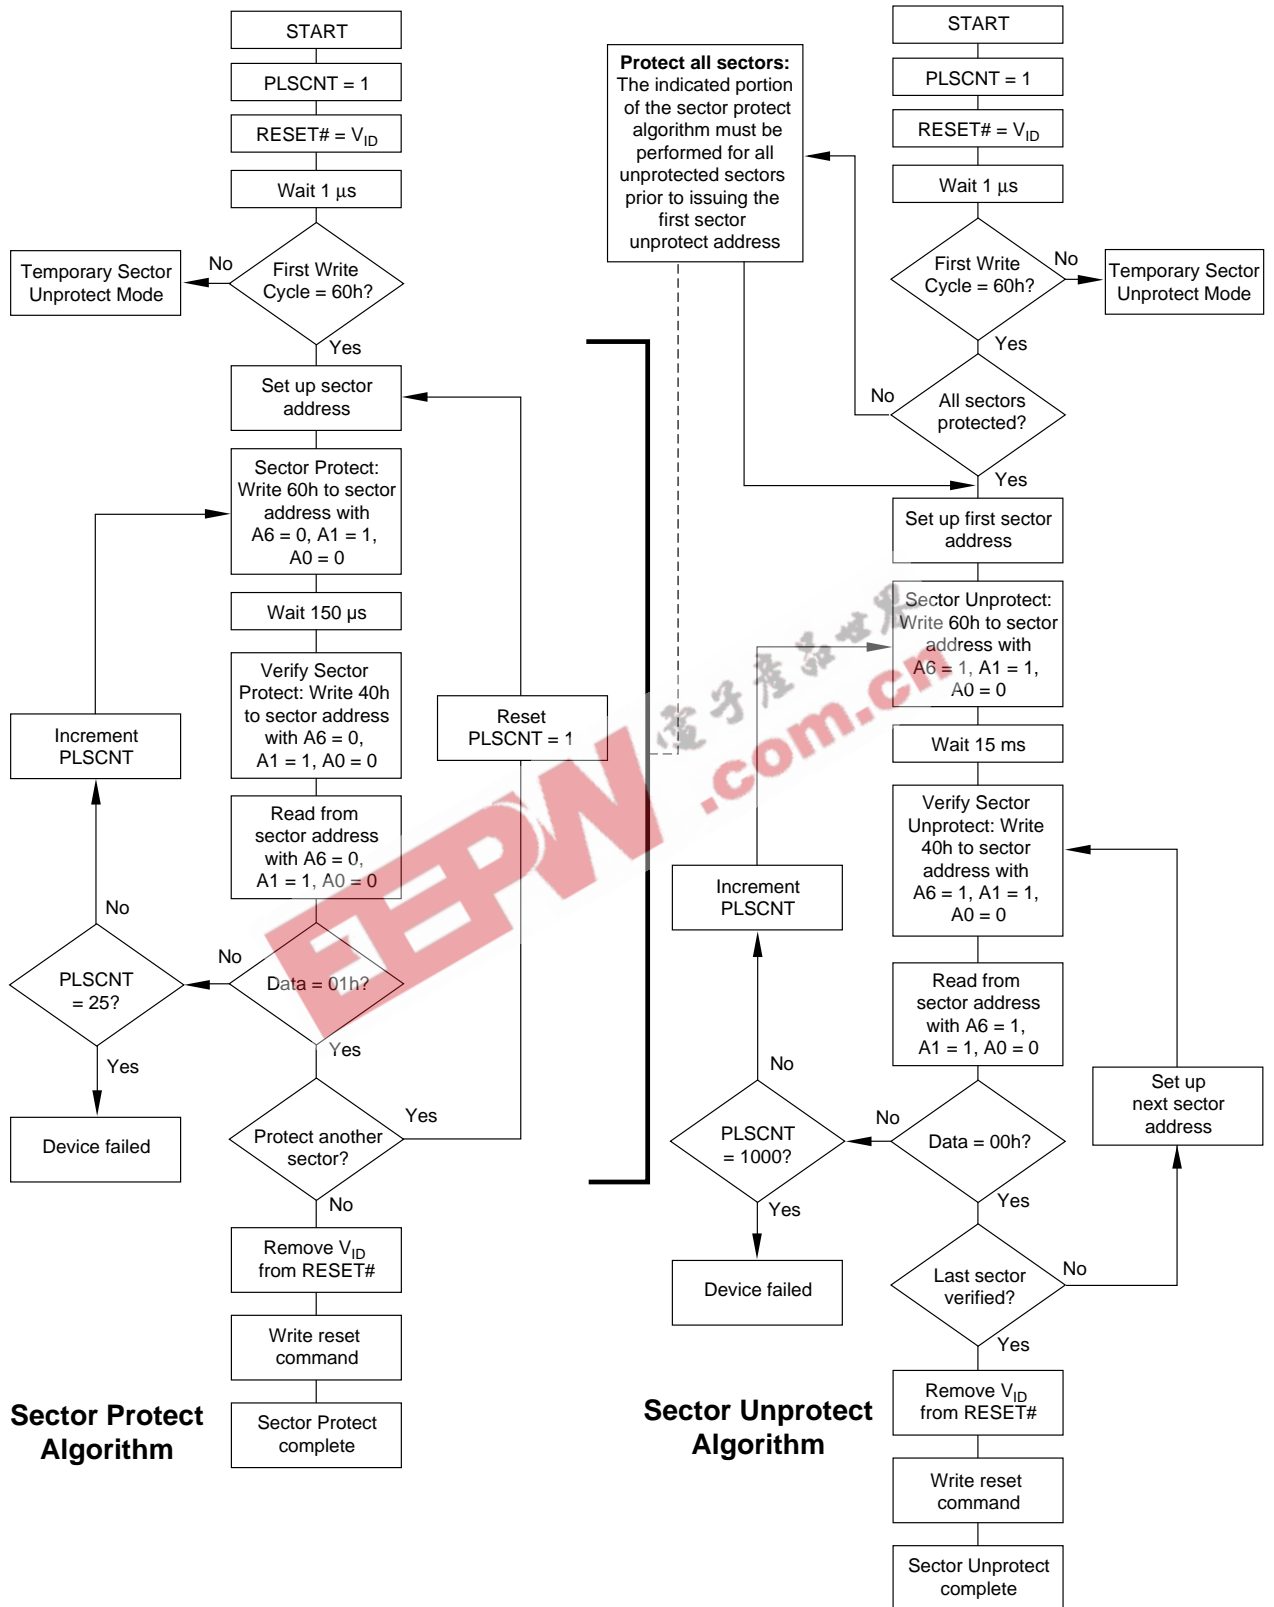 START
PLSCNT = 1
RESET# = VID
Wait 1 μs
First Write
Cycle = 60h?
No
Temporary Sector
Unprotect Mode
Yes
Set up sector
address
Sector Protect:
Write 60h to sector
address with
A6 = 0, A1 = 1,
A0 = 0
Wait 150 µs
Verify Sector
Protect: Write 40h
to sector address
with A6 = 0,
A1 = 1, A0 = 0
Read from
sector address
with A6 = 0,
A1 = 1, A0 = 0
Increment
PLSCNT
No
PLSCNT
= 25?
No
Data = 01h?
Yes
Device failed
Yes
Protect another
sector?
Yes
Reset
PLSCNT = 1
No
Remove VID
from RESET#
Write reset
command
Sector Protect
complete
Sector Protect
Algorithm
Protect all sectors:
The indicated portion
of the sector protect
algorithm must be
performed for all
unprotected sectors
prior to issuing the
first sector
unprotect address
START
PLSCNT = 1
RESET# = VID
Wait 1 μs
First Write
Cycle = 60h?
No
Temporary Sector
Unprotect Mode
Yes
No
All sectors
protected?
Yes
Set up first sector
address
Sector Unprotect:
Write 60h to sector
address with
A6 = 1, A1 = 1,
A0 = 0
Wait 15 ms
Verify Sector
Unprotect: Write
40h to sector
address with
A6 = 1, A1 = 1,
A0 = 0
Increment
PLSCNT
Read from
sector address
with A6 = 1,
A1 = 1, A0 = 0
No
PLSCNT
= 1000?
No
Data = 00h?
Set up
next sector
address
Yes
Device failed
Yes
Last sector
verified?
No
Yes
Remove VID
from RESET#
Write reset
command
Sector Unprotect
complete
Sector Unprotect
Algorithm
EEPW
.com.cn
電子產品世界